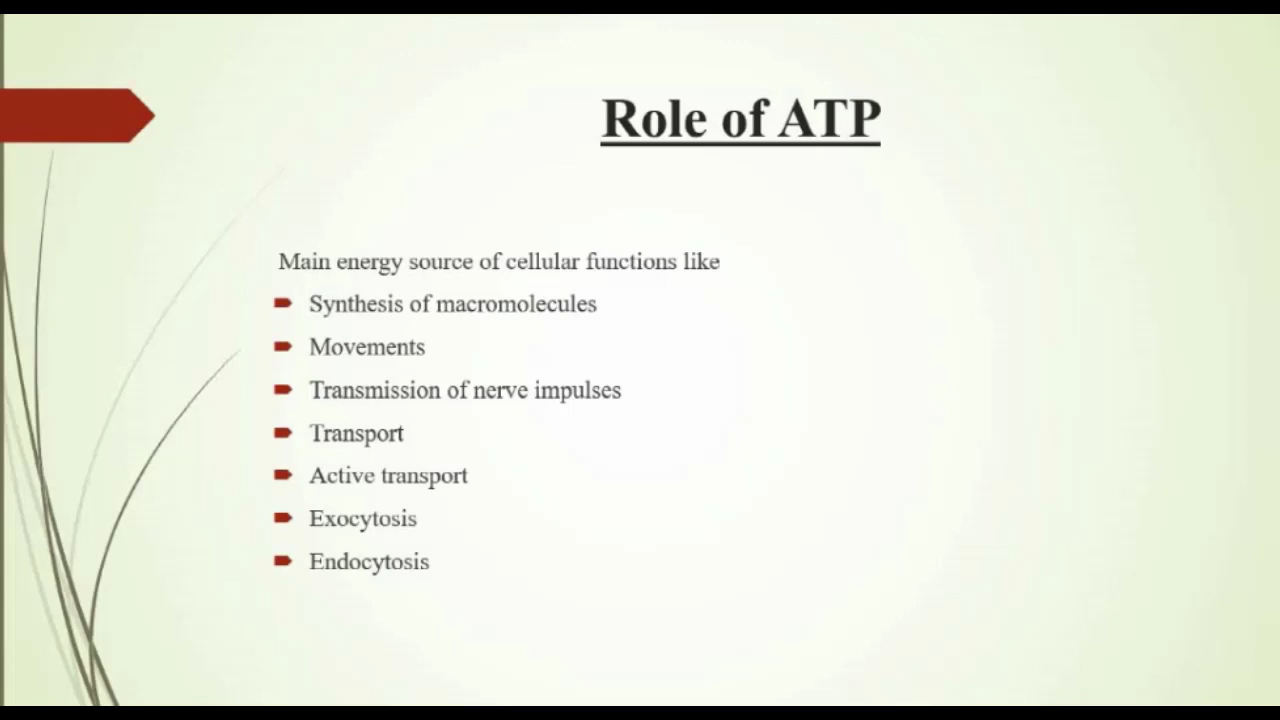 Role of ATP
Main energy source of cellular functions like
Synthesis of macromolecules
Movements
Transmission of nerve impulses
Transport
Active transport
Exocytosis
Endocytosis